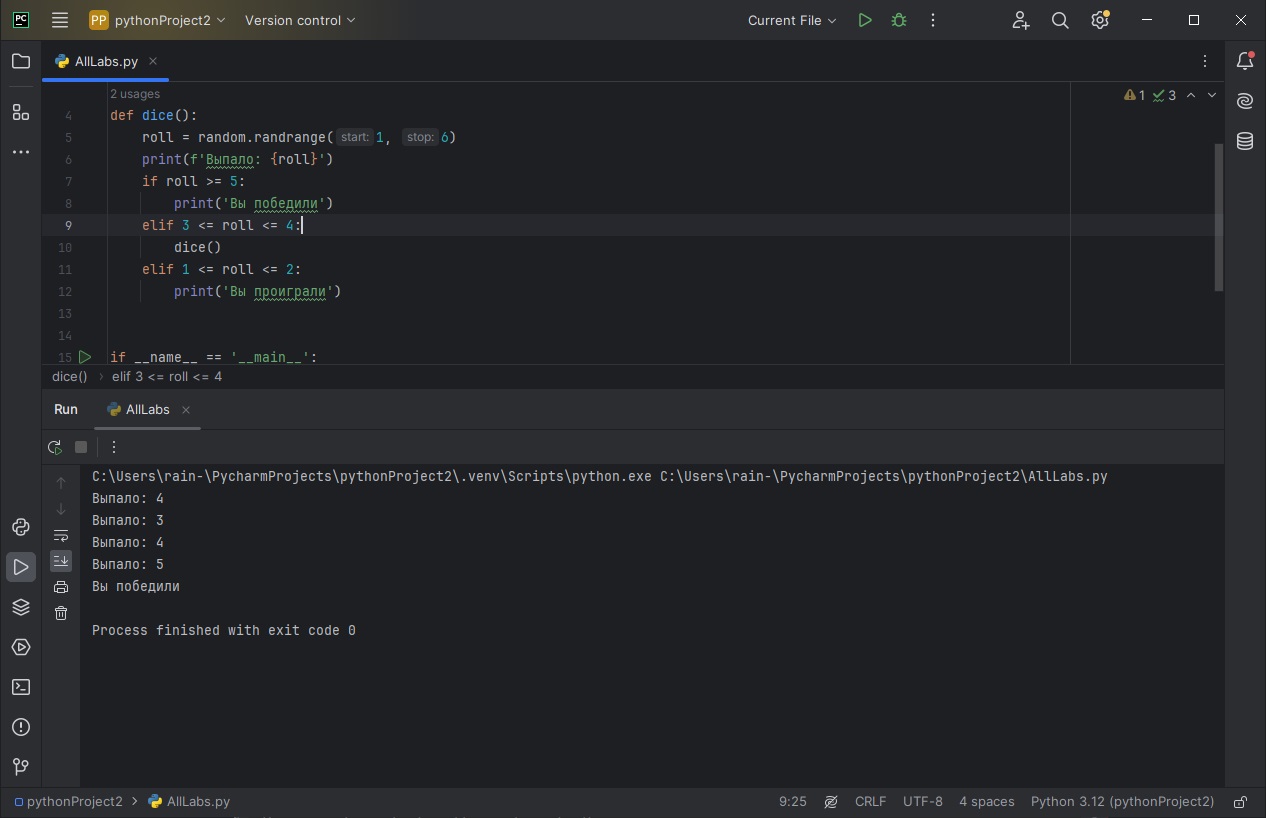 PC PP pythonProject2 Version control Current File
AllLabs.py
2 usages
1 3
4 def dice():
5 roll = random.randrange( start: 1, stop: 6)
6 print(f'Выпало: {roll}')
7 if roll >= 5:
8 print('Вы победили')
9 elif 3 <= roll <= 4:
10 dice()
11 elif 1 <= roll <= 2:
12 print('Вы проиграли')
13
14
15 if __name__ == '__main__':
dice() › elif 3 <= roll <= 4
Run AllLabs
C:\Users\rain-\PycharmProjects\pythonProject2\.venv\Scripts\python.exe C:\Users\rain-\PycharmProjects\pythonProject2\AllLabs.py
Выпало: 4
Выпало: 3
Выпало: 4
Выпало: 5
Вы победили
Process finished with exit code 0
pythonProject2 › AllLabs.py 9:25 CRLF UTF-8 4 spaces Python 3.12 (pythonProject2)